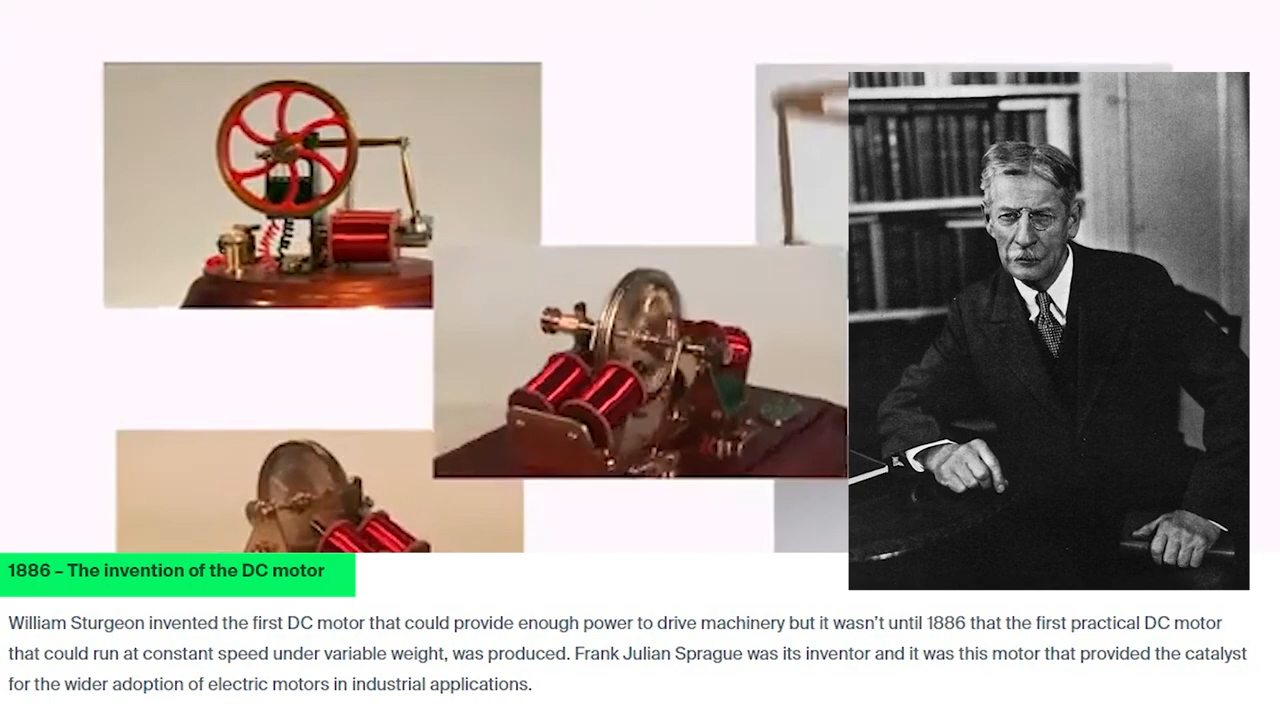 1886 – The invention of the DC motor
William Sturgeon invented the first DC motor that could provide enough power to drive machinery but it wasn’t until 1886 that the first practical DC motor
that could run at constant speed under variable weight, was produced. Frank Julian Sprague was its inventor and it was this motor that provided the catalyst
for the wider adoption of electric motors in industrial applications.